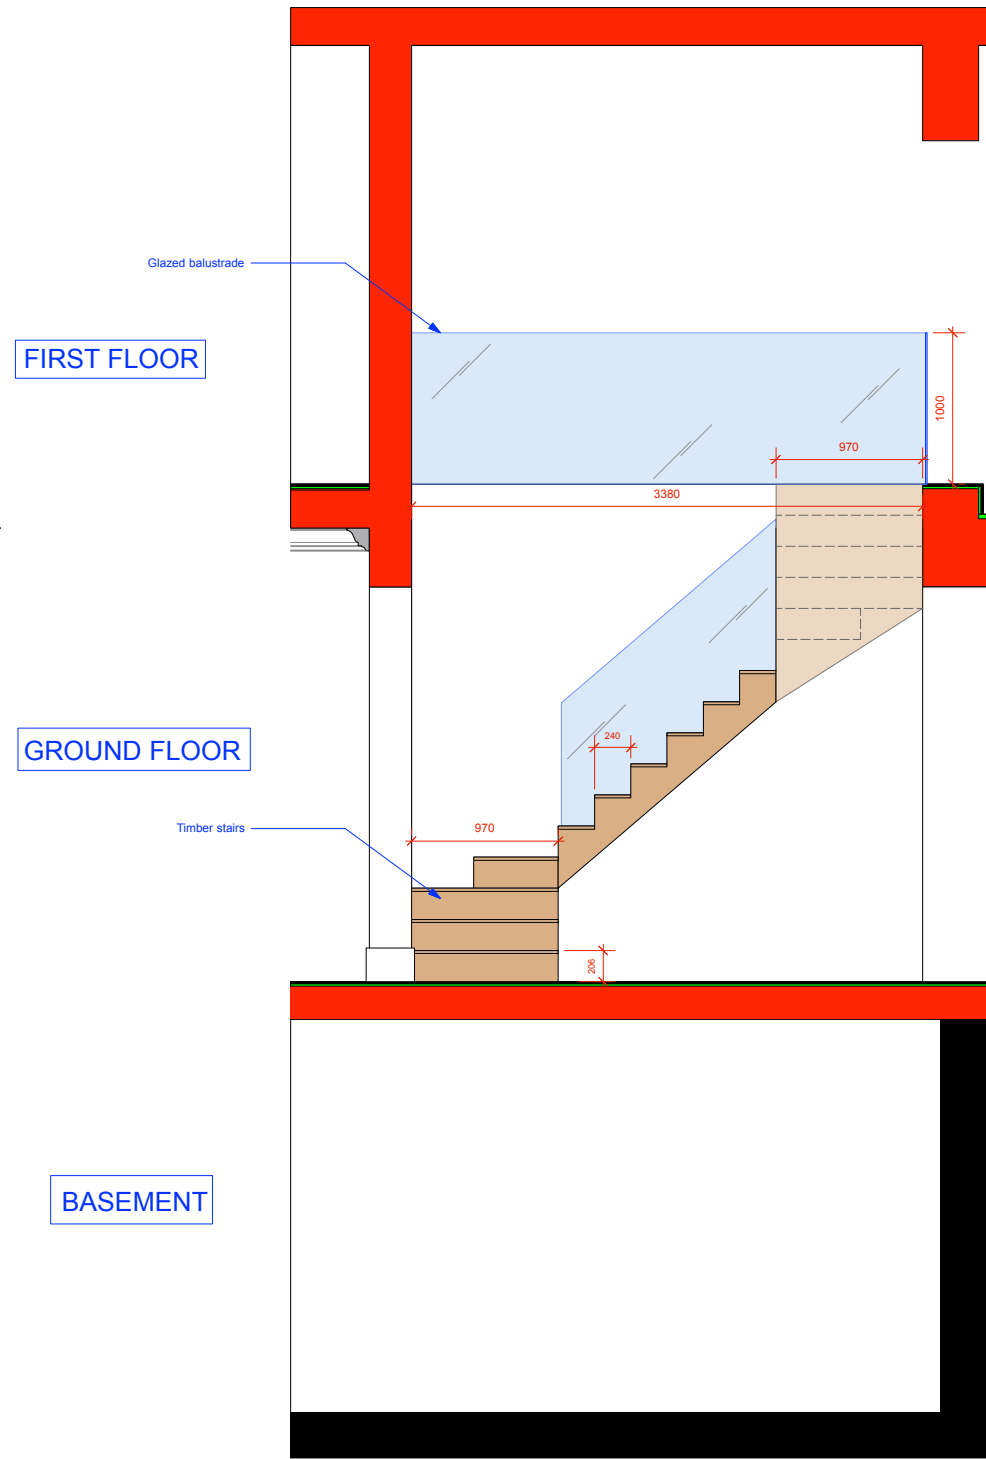 Glazed balustrade
FIRST FLOOR
1000
970
3380
GROUND FLOOR
240
Timber stairs
970
206
BASEMENT